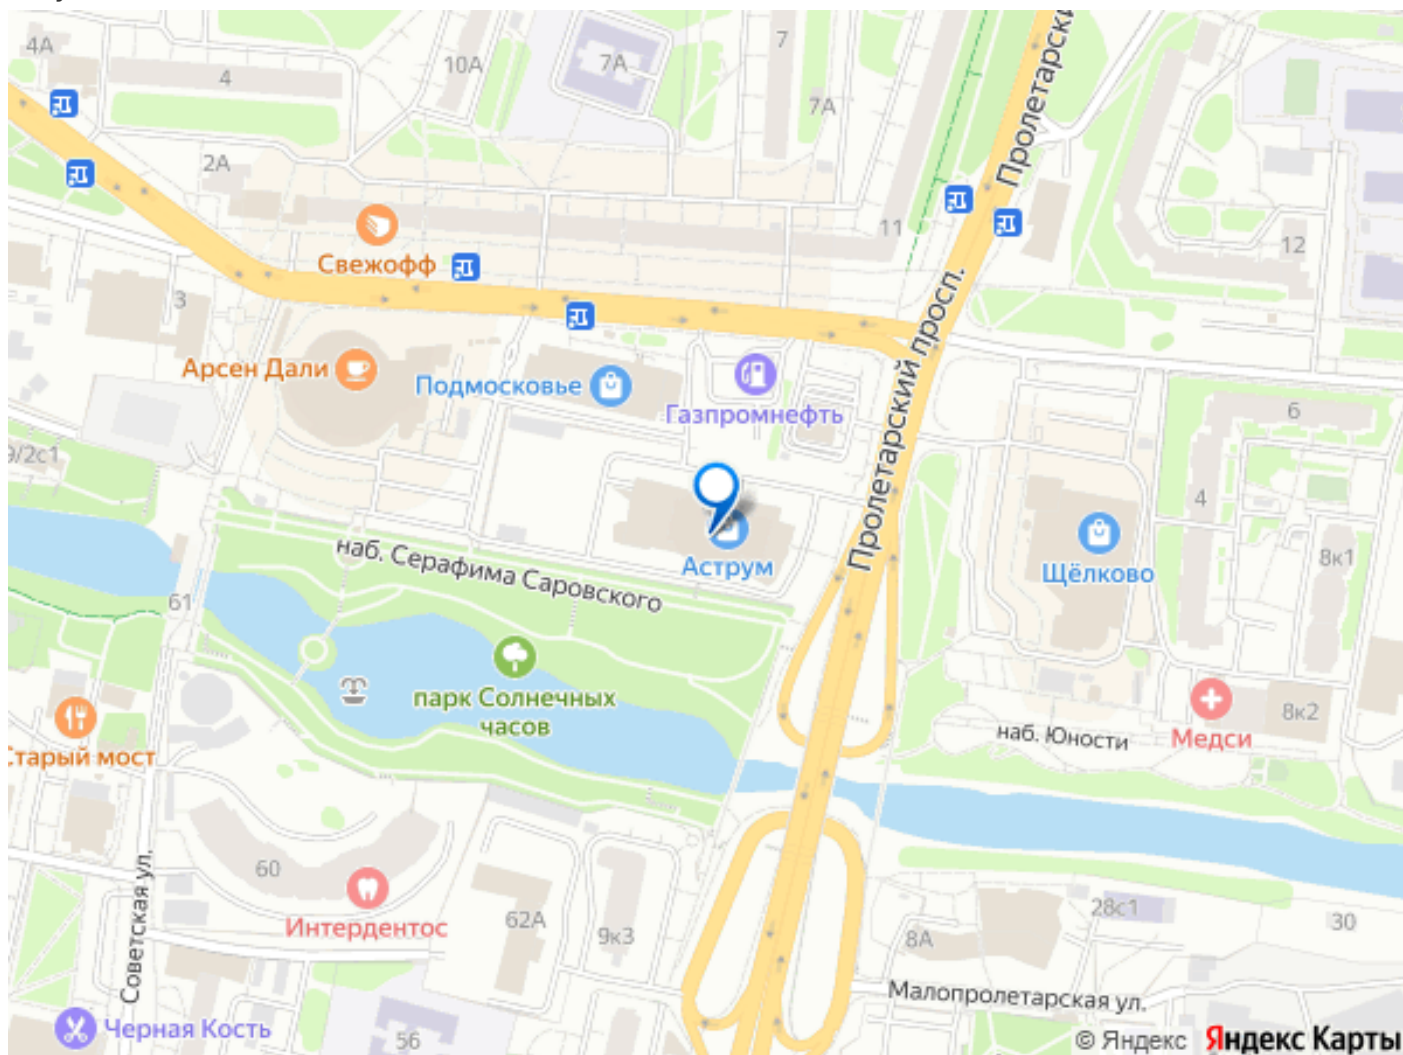 4А
4
10А
7А
7
7А
Пролетарский
2А
Свежофф
11
12
3
Арсен Дали
Подмосковье
Газпромнефть
Пролетарский просп.
6
9/2с1
4
наб. Серафима Саровского
Аструм
Щёлково
8к1
61
парк Солнечных
часов
Старый мост
наб. Юности
Медси
8к2
60
Интердентос
Советская ул.
62А
9к3
8А
28с1
30
Малопролетарская ул.
Черная Кость
56
© Яндекс Яндекс Карты